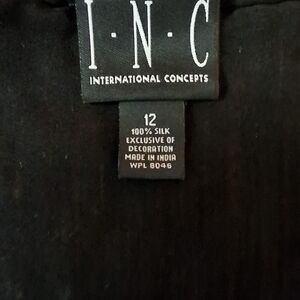 I·N·C
INTERNATIONAL CONCEPTS
12
100% SILK
EXCLUSIVE OF
DECORATION
MADE IN INDIA
WPL 8046